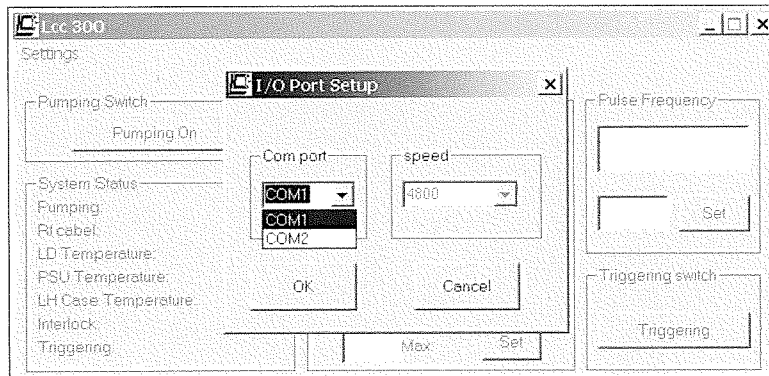 Lcc 300
Settings
I/O Port Setup
Pumping Switch
Pumping On
Pulse Frequency
Com port
speed
COM1
4800
COM1
COM2
System Status
Pumping:
RI cabel:
LD Temperature:
PSU Temperature:
LH Case Temperature:
Interlock:
Triggering
Set
OK
Cancel
Triggering switch
Triggering
Max
Set